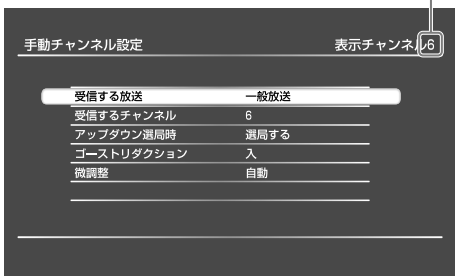 手動チャンネル設定 表示チャンネル6
受信する放送 一般放送
受信するチャンネル 6
アップダウン選局時 選局する
ゴーストリダクション 入
微調整 自動